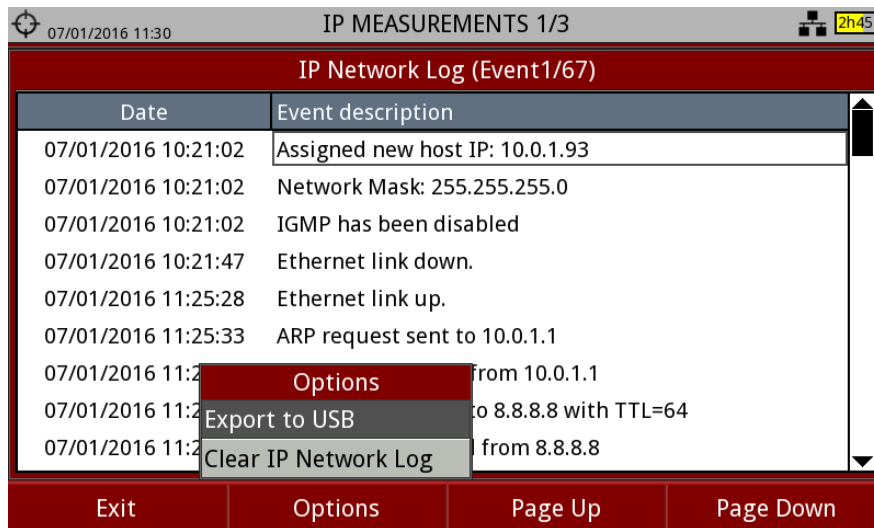 07/01/2016 11:30 IP MEASUREMENTS 1/3 2h45
IP Network Log (Event1/67)
Date Event description
07/01/2016 10:21:02 Assigned new host IP: 10.0.1.93
07/01/2016 10:21:02 Network Mask: 255.255.255.0
07/01/2016 10:21:02 IGMP has been disabled
07/01/2016 10:21:47 Ethernet link down.
07/01/2016 11:25:28 Ethernet link up.
07/01/2016 11:25:33 ARP request sent to 10.0.1.1
07/01/2016 11:2 from 10.0.1.1
Options
07/01/2016 11:2 to 8.8.8.8 with TTL=64
Export to USB
07/01/2016 11:2 from 8.8.8.8
Clear IP Network Log
Exit Options Page Up Page Down